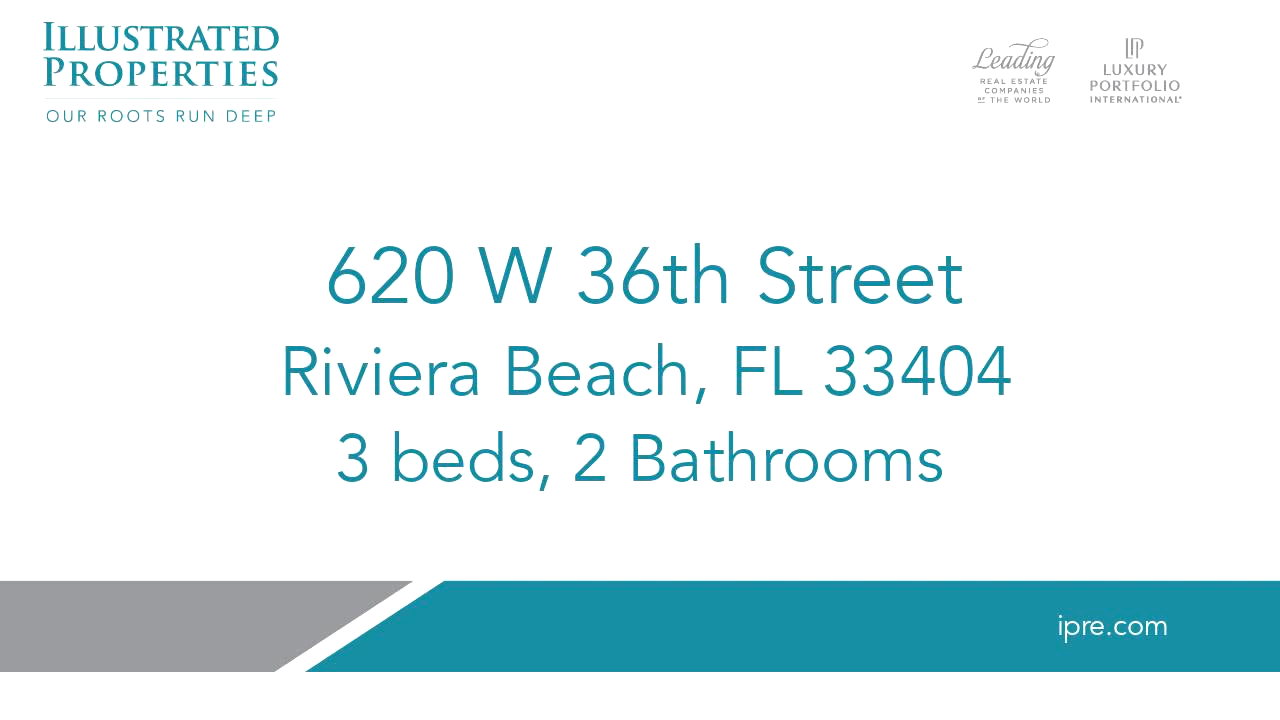 ILLUSTRATED
PROPERTIES
OUR ROOTS RUN DEEP
Leading
REAL ESTATE
COMPANIES
OF THE WORLD
LP
LUXURY
PORTFOLIO
INTERNATIONAL®
620 W 36th Street
Riviera Beach, FL 33404
3 beds, 2 Bathrooms
ipre.com